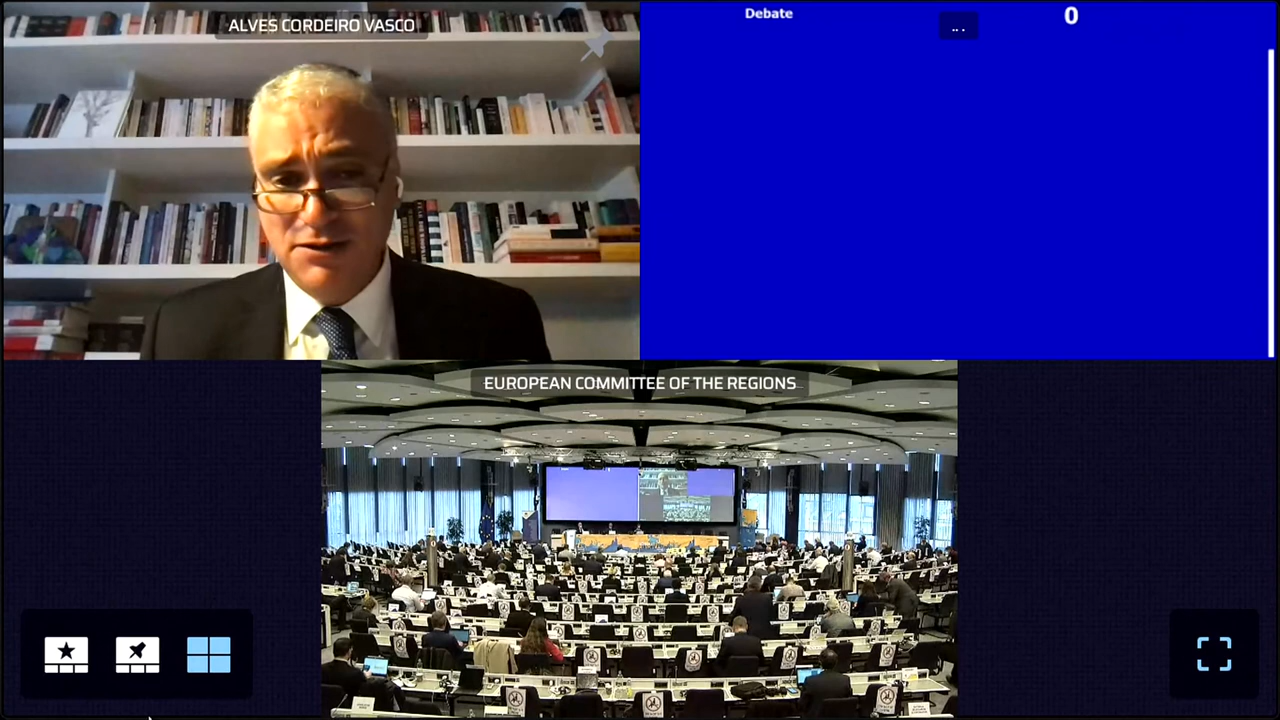 ALVES CORDEIRO VASCO
Debate
...
0
EUROPEAN COMMITTEE OF THE REGIONS